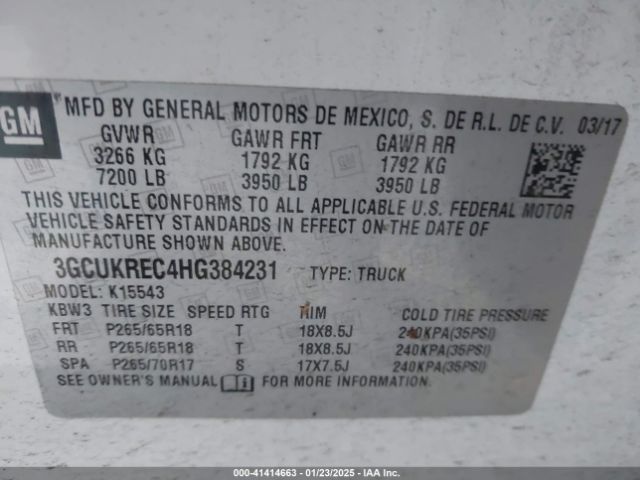 GM
MFD BY GENERAL MOTORS DE MEXICO, S. DE R.L. DE C.V. 03/17
GVWR GAWR FRT GAWR RR
3266 KG 1792 KG 1792 KG
7200 LB 3950 LB 3950 LB
THIS VEHICLE CONFORMS TO ALL APPLICABLE U.S. FEDERAL MOTOR
VEHICLE SAFETY STANDARDS IN EFFECT ON THE DATE OF
MANUFACTURE SHOWN ABOVE.
3GCUKREC4HG384231 TYPE: TRUCK
MODEL: K15543
KBW3 TIRE SIZE SPEED RTG RIM COLD TIRE PRESSURE
FRT P265/65R18 T 18X8.5J 240KPA(35PSI)
RR P265/65R18 T 18X8.5J 240KPA(35PSI)
SPA P265/70R17 S 17X7.5J 240KPA(35PSI)
SEE OWNER'S MANUAL FOR MORE INFORMATION.
000-41414663 - 01/23/2025 - IAA Inc.